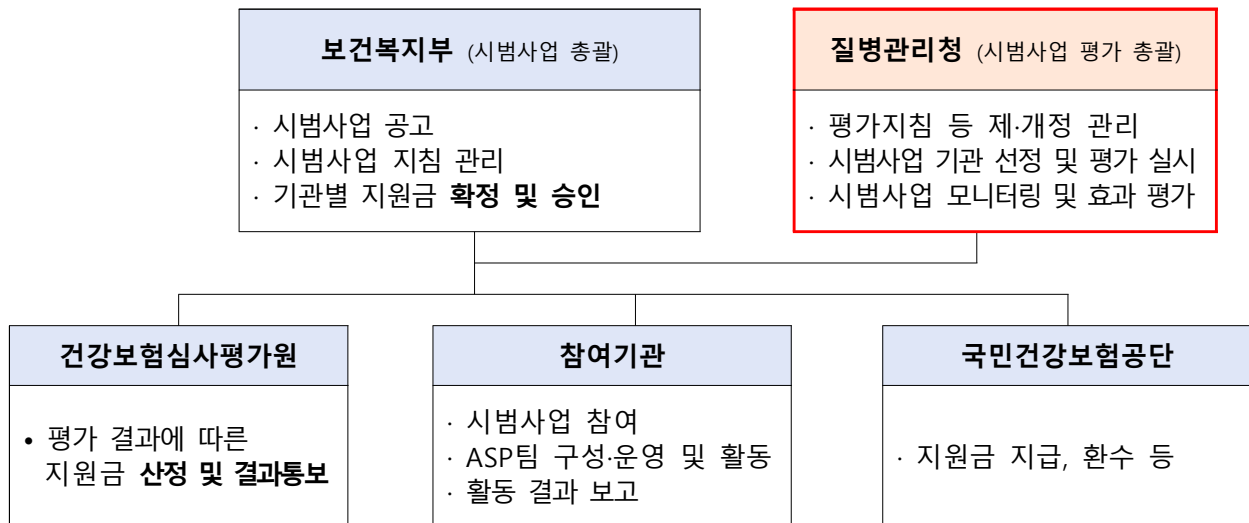 보건복지부 (시범사업 총괄)
· 시범사업 공고
· 시범사업 지침 관리
· 기관별 지원금 확정 및 승인
질병관리청 (시범사업 평가 총괄)
· 평가지침 등 제·개정 관리
· 시범사업 기관 선정 및 평가 실시
· 시범사업 모니터링 및 효과 평가
건강보험심사평가원
• 평가 결과에 따른
지원금 산정 및 결과통보
참여기관
· 시범사업 참여
· ASP팀 구성·운영 및 활동
· 활동 결과 보고
국민건강보험공단
· 지원금 지급, 환수 등